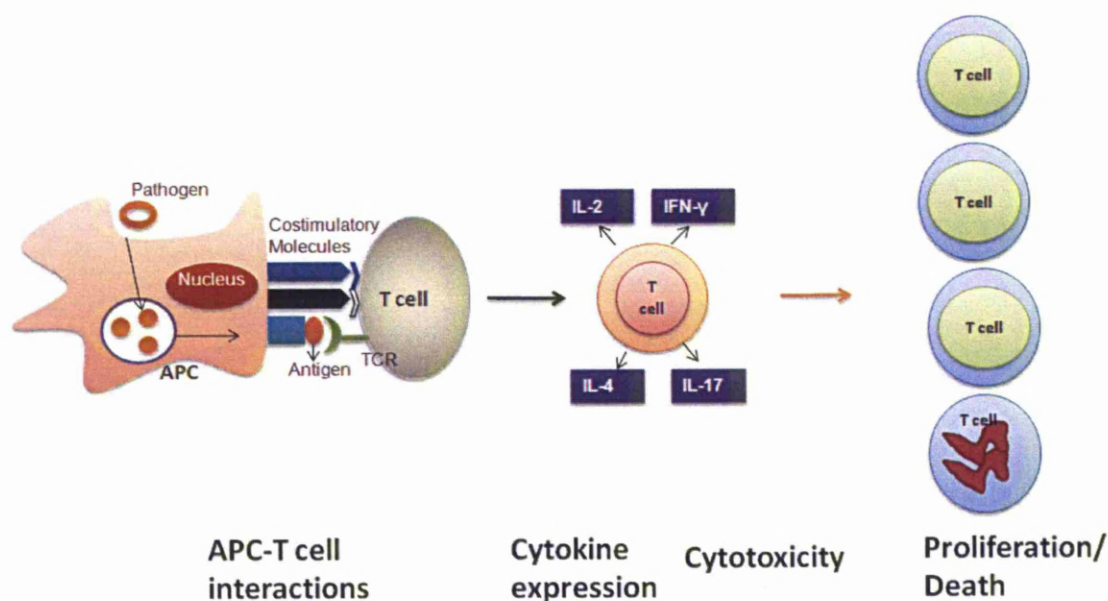 Pathogen
Nucleus
APC
Costimulatory
Molecules
T cell
TCR
Antigen
IL-2
IFN-γ
T
cell
IL-4
IL-17
T cell
T cell
T cell
T cell
APC-T cell
interactions
Cytokine
expression
Cytotoxicity
Proliferation/
Death